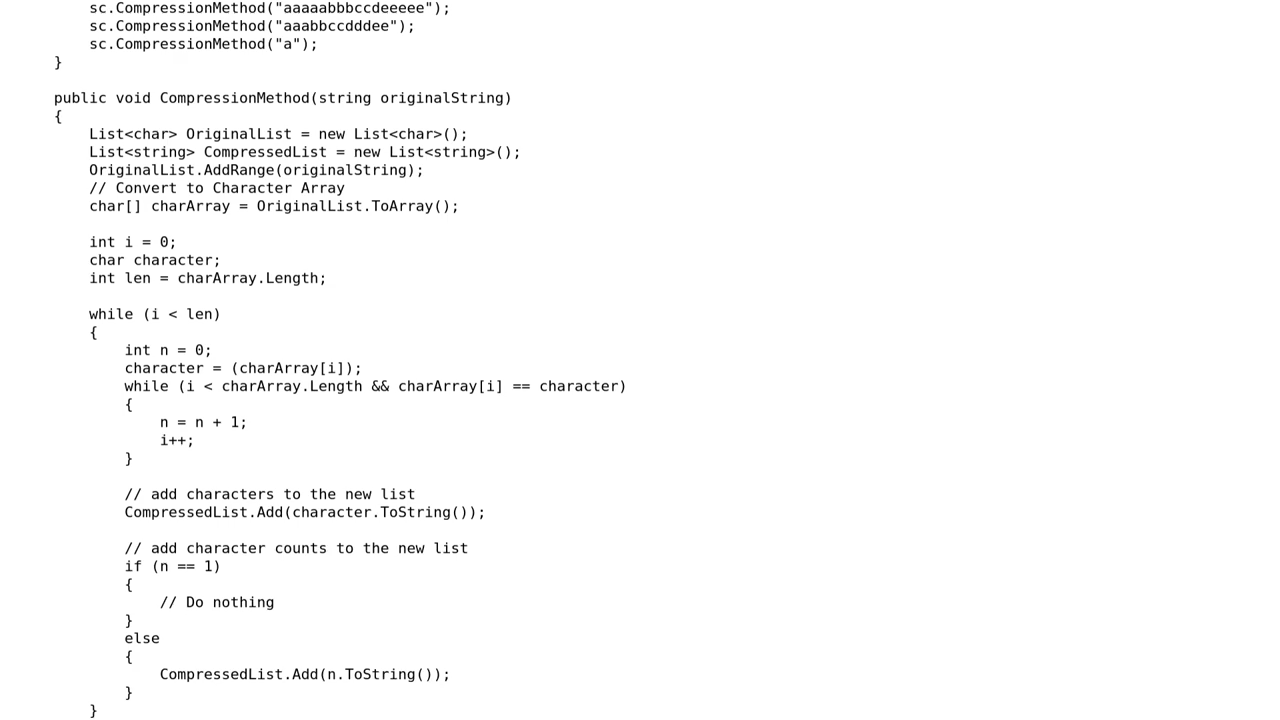 sc.CompressionMethod("aaaaabbbccdeeeee");
sc.CompressionMethod("aaabbccdddee");
sc.CompressionMethod("a");
}
public void CompressionMethod(string originalString)
{
List<char> OriginalList = new List<char>();
List<string> CompressedList = new List<string>();
OriginalList.AddRange(originalString);
// Convert to Character Array
char[] charArray = OriginalList.ToArray();
int i = 0;
char character;
int len = charArray.Length;
while (i < len)
{
int n = 0;
character = (charArray[i]);
while (i < charArray.Length && charArray[i] == character)
{
n = n + 1;
i++;
}
// add characters to the new list
CompressedList.Add(character.ToString());
// add character counts to the new list
if (n == 1)
{
// Do nothing
}
else
{
CompressedList.Add(n.ToString());
}
}